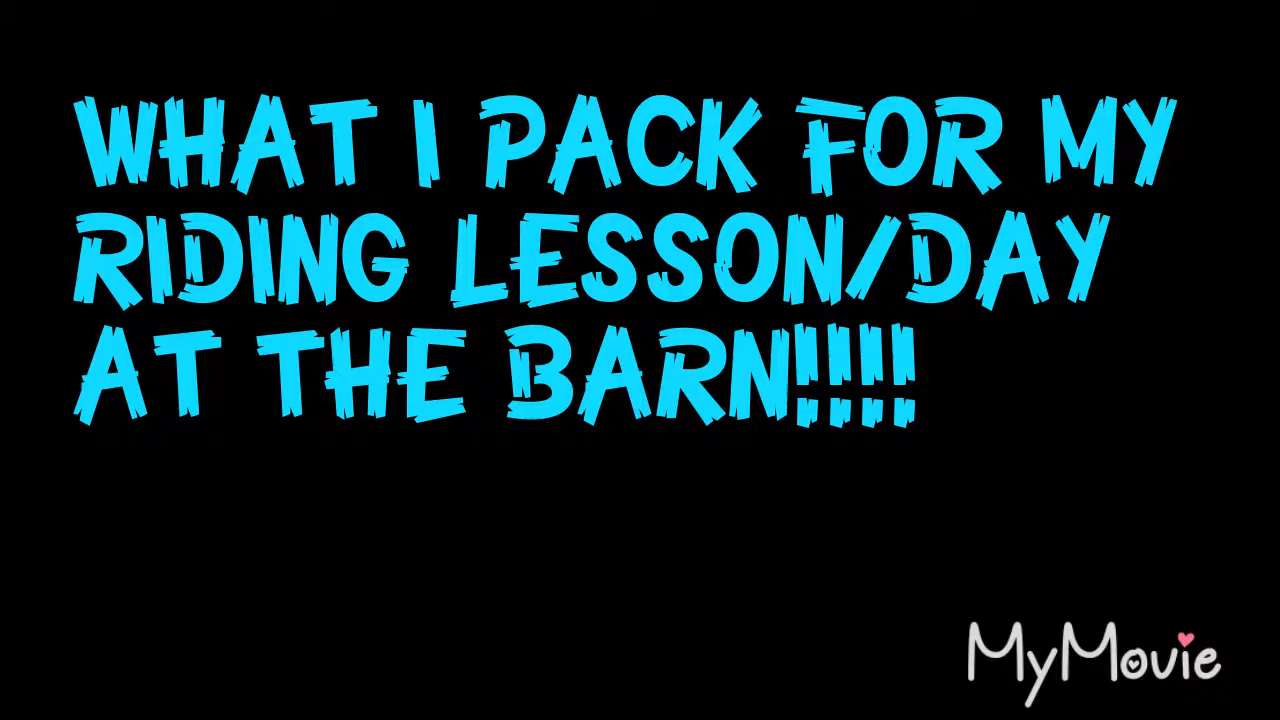 WHAT I PACK FOR MY
RIDING LESSON/DAY
AT THE BARN!!!!
MyMovie